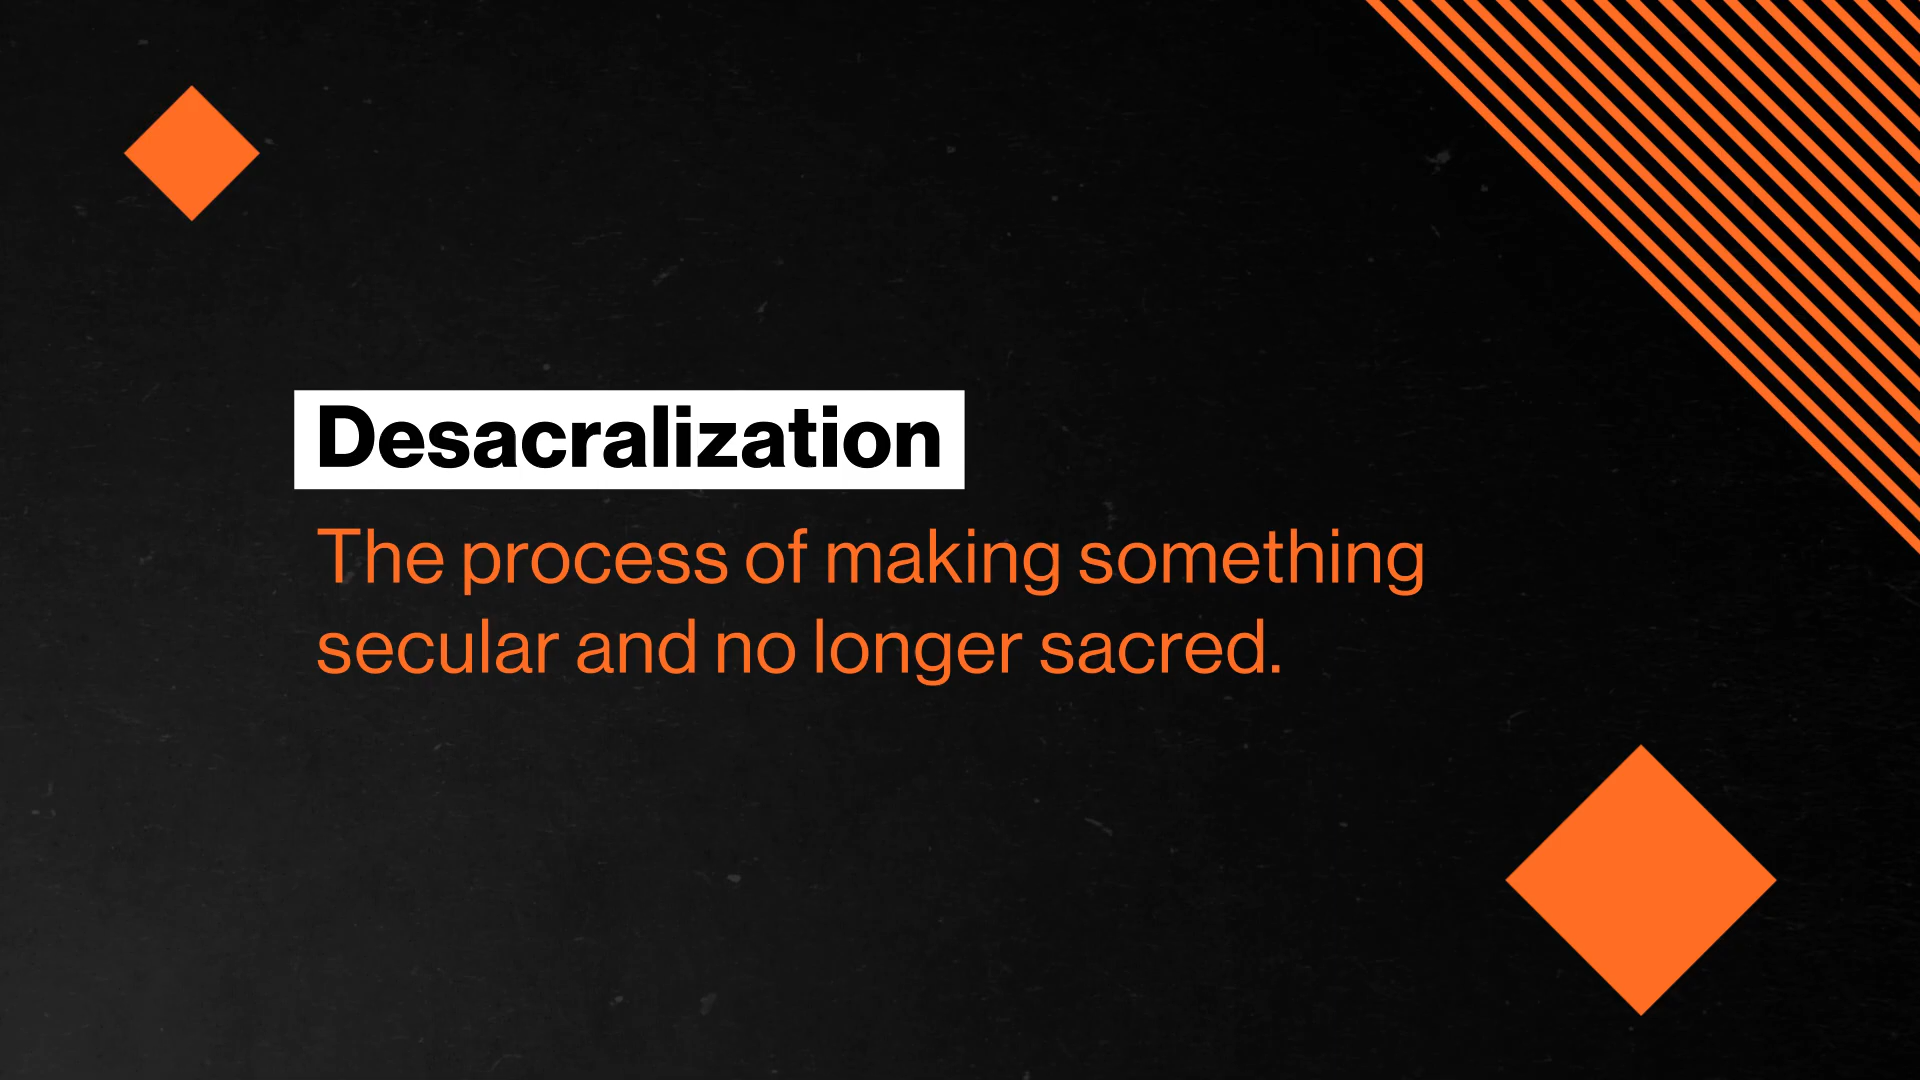 Desacralization
The process of making something
secular and no longer sacred.